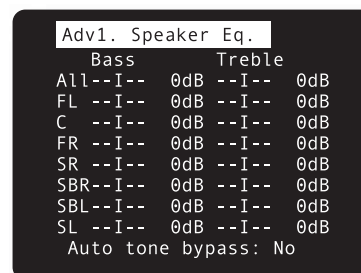 Adv1. Speaker Eq.
Bass Treble
All--I-- 0dB --I-- 0dB
FL --I-- 0dB --I-- 0dB
C --I-- 0dB --I-- 0dB
FR --I-- 0dB --I-- 0dB
SR --I-- 0dB --I-- 0dB
SBR--I-- 0dB --I-- 0dB
SBL--I-- 0dB --I-- 0dB
SL --I-- 0dB --I-- 0dB
Auto tone bypass: No